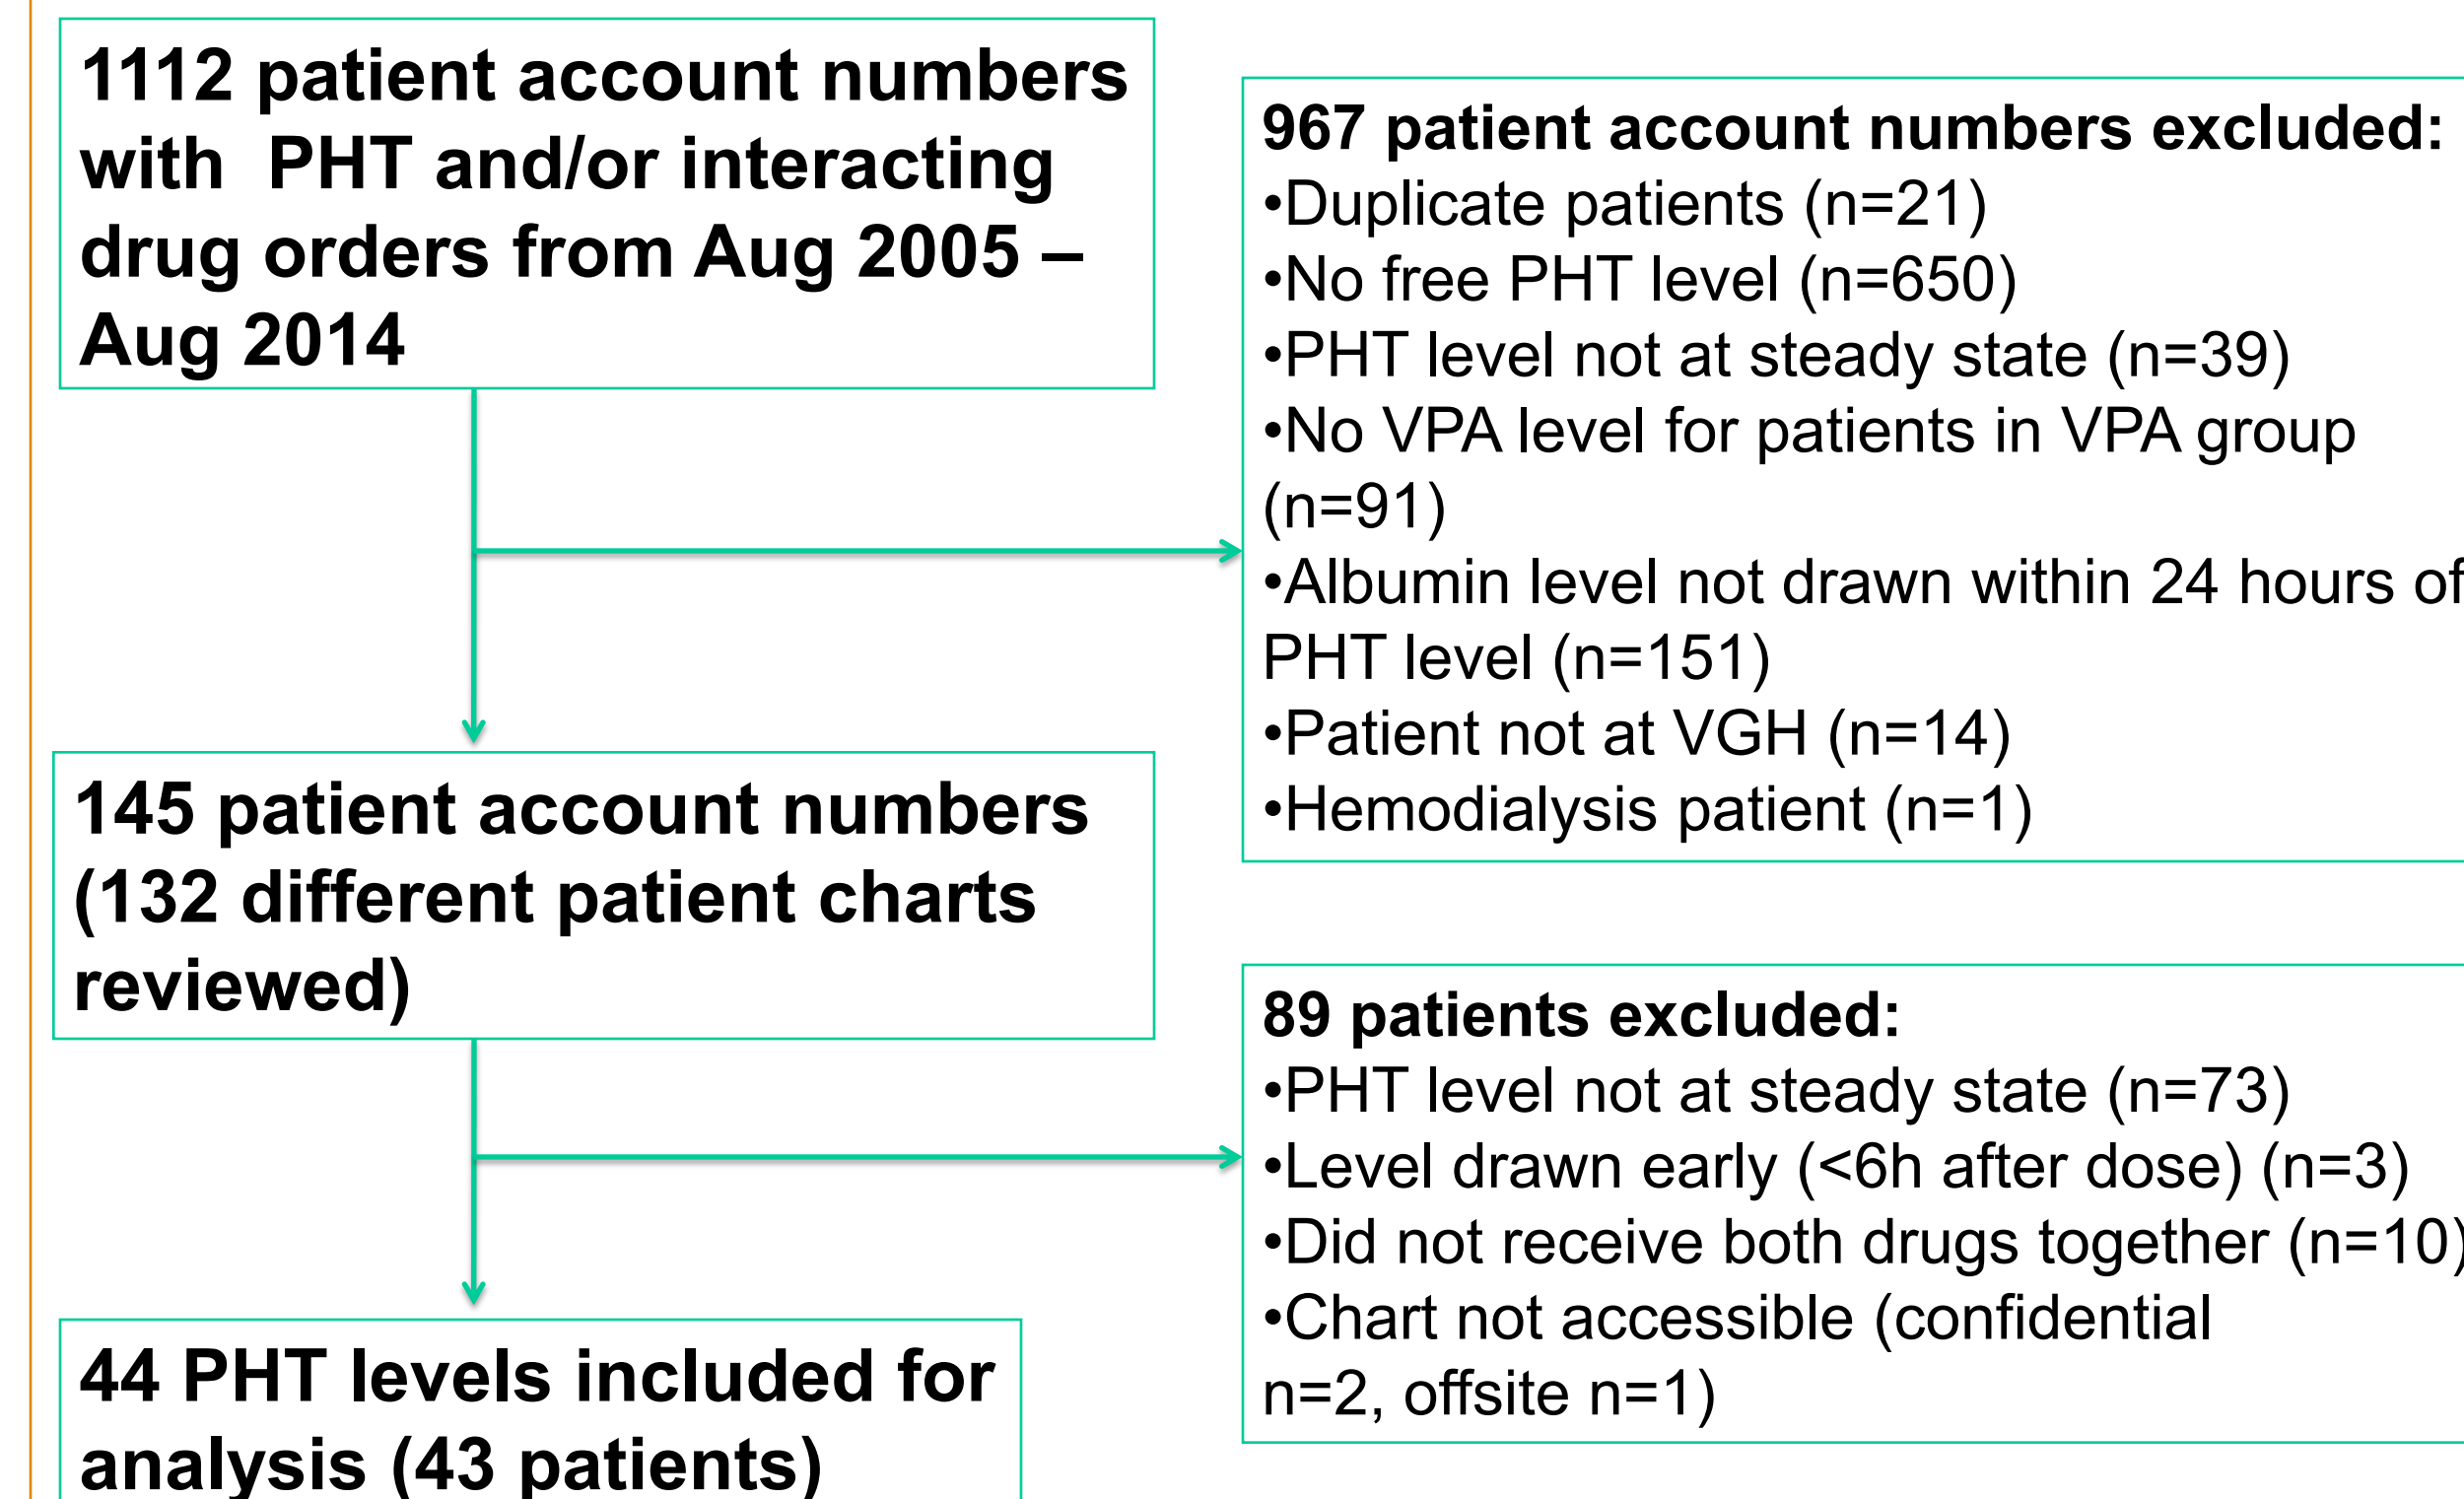 1112 patient account numbers
with PHT and/or interacting
drug orders from Aug 2005 –
Aug 2014
967 patient account numbers excluded:
•Duplicate patients (n=21)
•No free PHT level (n=650)
•PHT level not at steady state (n=39)
•No VPA level for patients in VPA group
(n=91)
•Albumin level not drawn within 24 hours of
PHT level (n=151)
•Patient not at VGH (n=14)
•Hemodialysis patient (n=1)
145 patient account numbers
(132 different patient charts
reviewed)
89 patients excluded:
•PHT level not at steady state (n=73)
•Level drawn early (<6h after dose) (n=3)
•Did not receive both drugs together (n=10)
•Chart not accessible (confidential
n=2, offsite n=1)
44 PHT levels included for
analysis (43 patients)